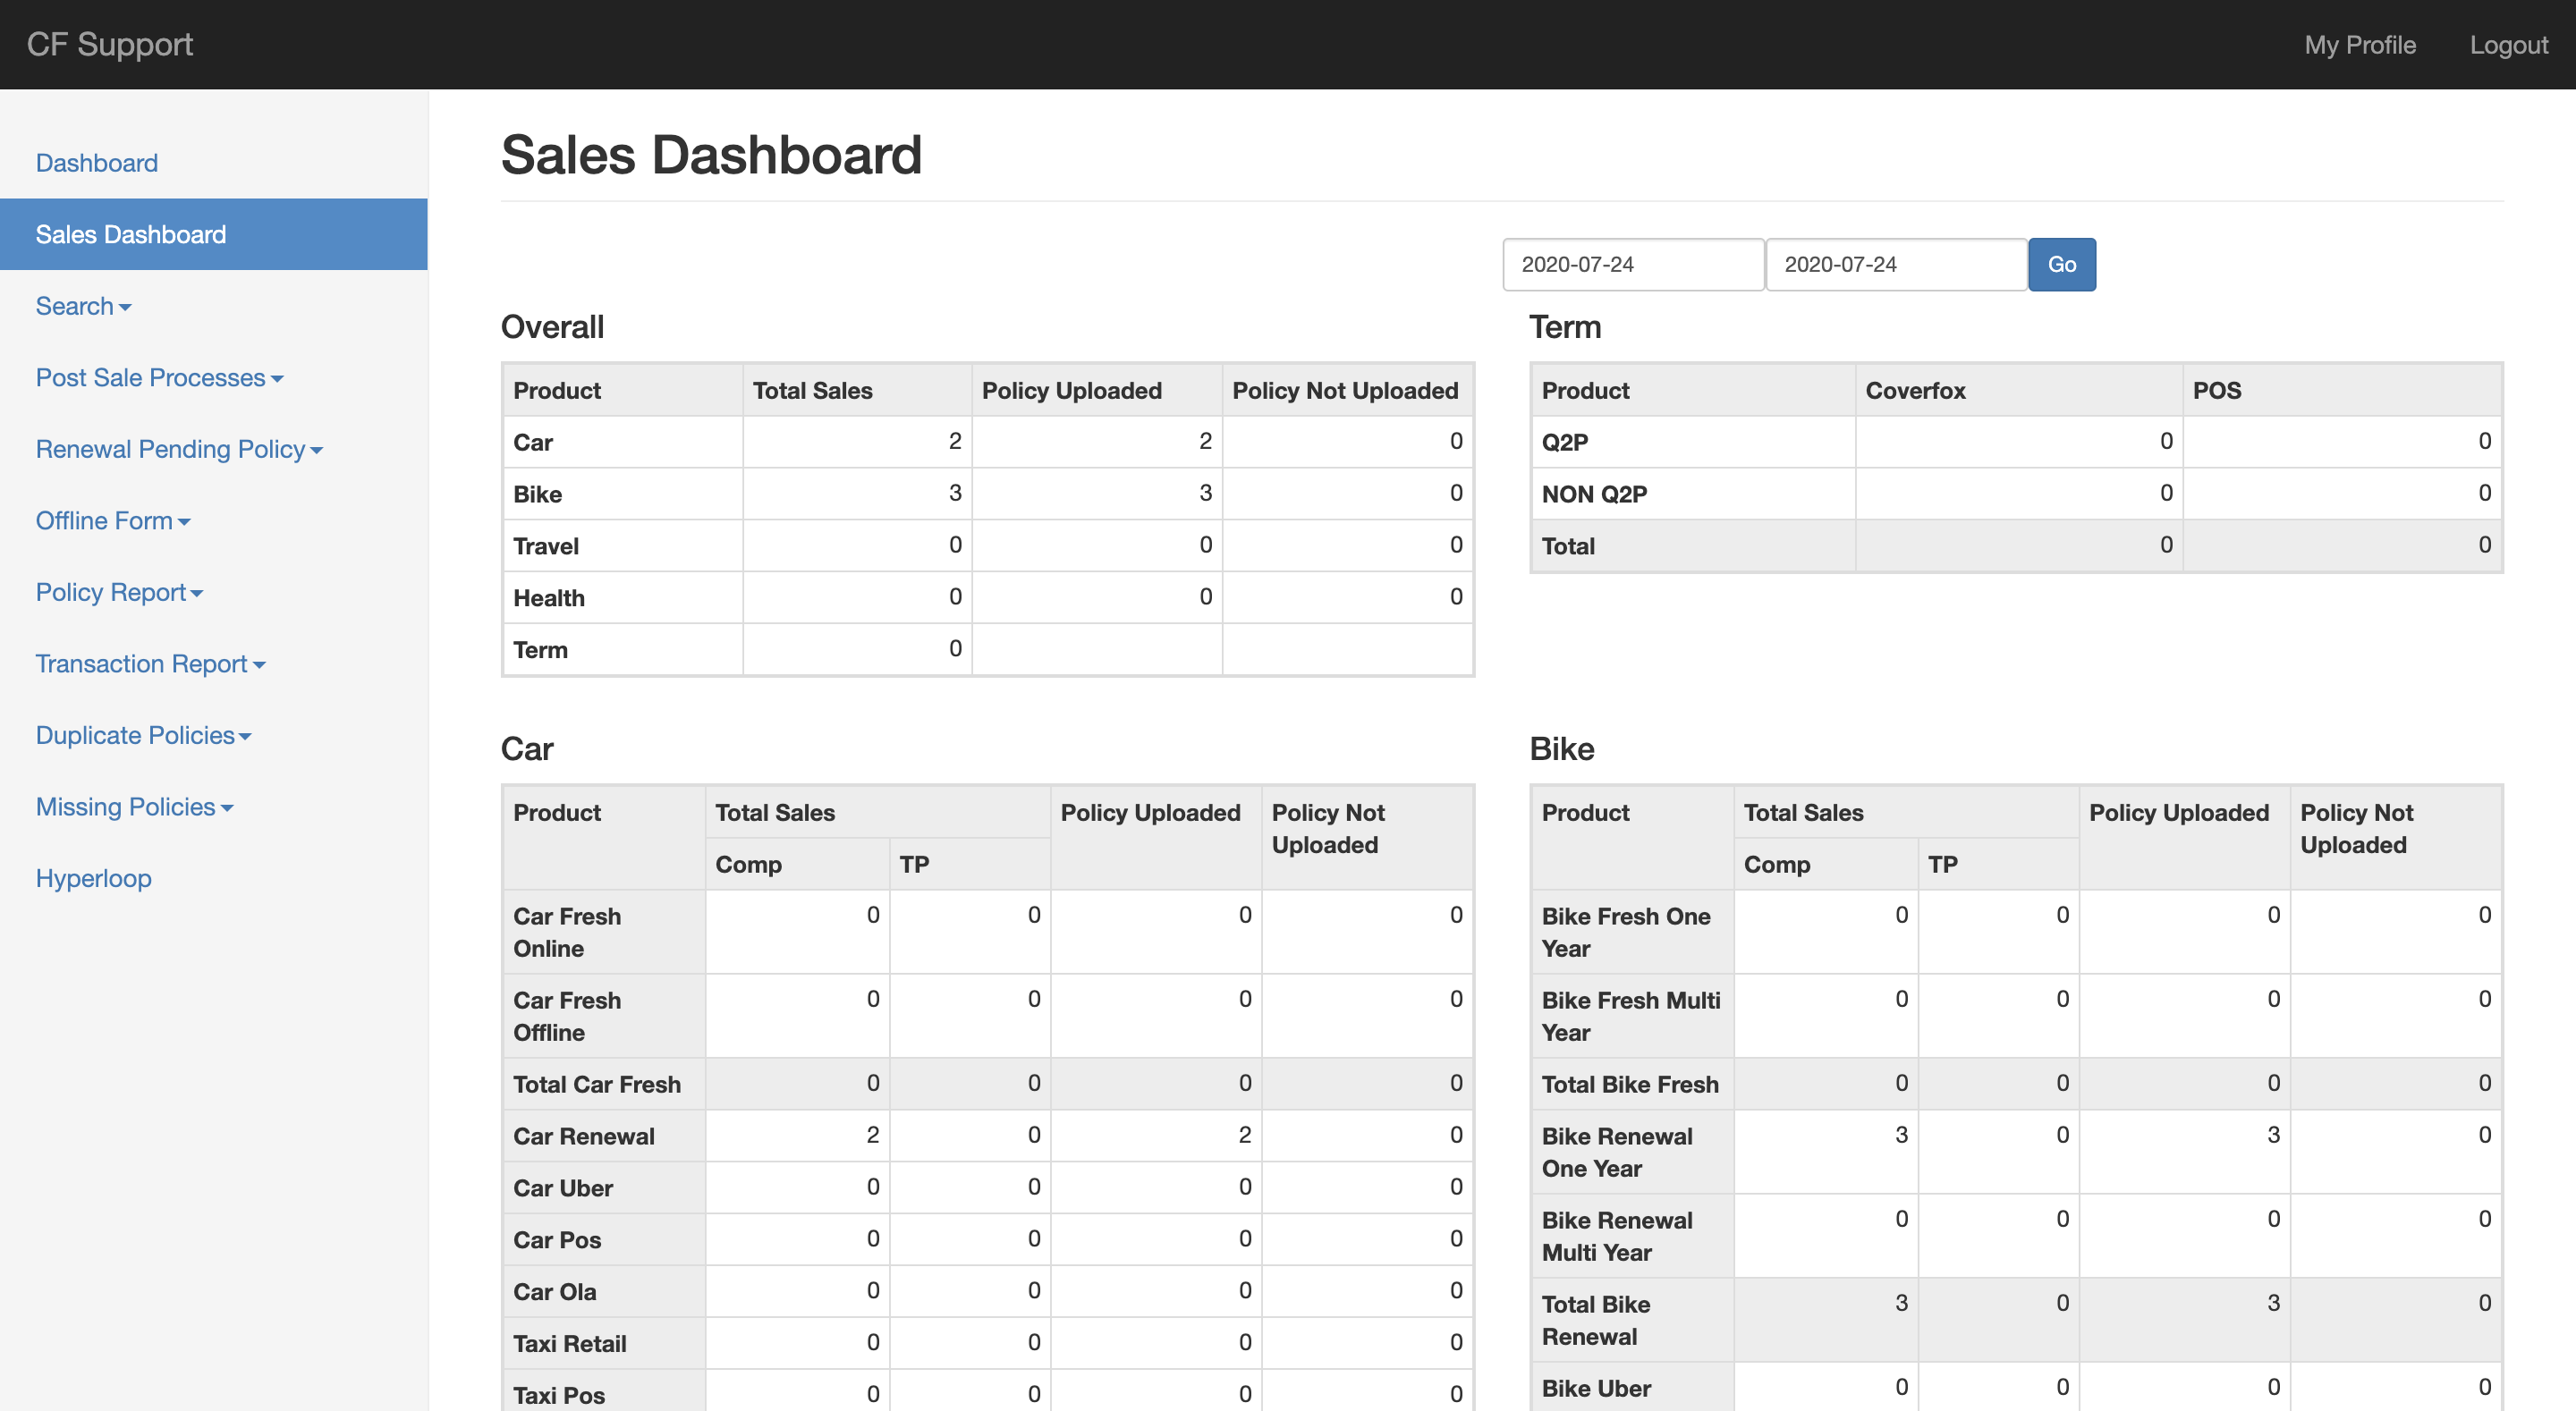 CF Support
My Profile
Logout
Dashboard
Sales Dashboard
Search
Post Sale Processes
Renewal Pending Policy
Offline Form
Policy Report
Transaction Report
Duplicate Policies
Missing Policies
Hyperloop
Sales Dashboard
2020-07-24 2020-07-24 Go
Overall
Product Total Sales Policy Uploaded Policy Not Uploaded
Car 2 2 0
Bike 3 3 0
Travel 0 0 0
Health 0 0 0
Term 0
Term
Product Coverfox POS
Q2P 0 0
NON Q2P 0 0
Total 0 0
Car
Product Total Sales Policy Uploaded Policy Not
Uploaded
Comp TP
Car Fresh 0 0 0 0
Online
Car Fresh 0 0 0 0
Offline
Total Car Fresh 0 0 0 0
Car Renewal 2 0 2 0
Car Uber 0 0 0 0
Car Pos 0 0 0 0
Car Ola 0 0 0 0
Taxi Retail 0 0 0 0
Taxi Pos 0 0 0 0
Bike
Product Total Sales Policy Uploaded Policy Not
Uploaded
Comp TP
Bike Fresh One 0 0 0 0
Year
Bike Fresh Multi 0 0 0 0
Year
Total Bike Fresh 0 0 0 0
Bike Renewal 3 0 3 0
One Year
Bike Renewal 0 0 0 0
Multi Year
Total Bike 3 0 3 0
Renewal
Bike Uber 0 0 0 0